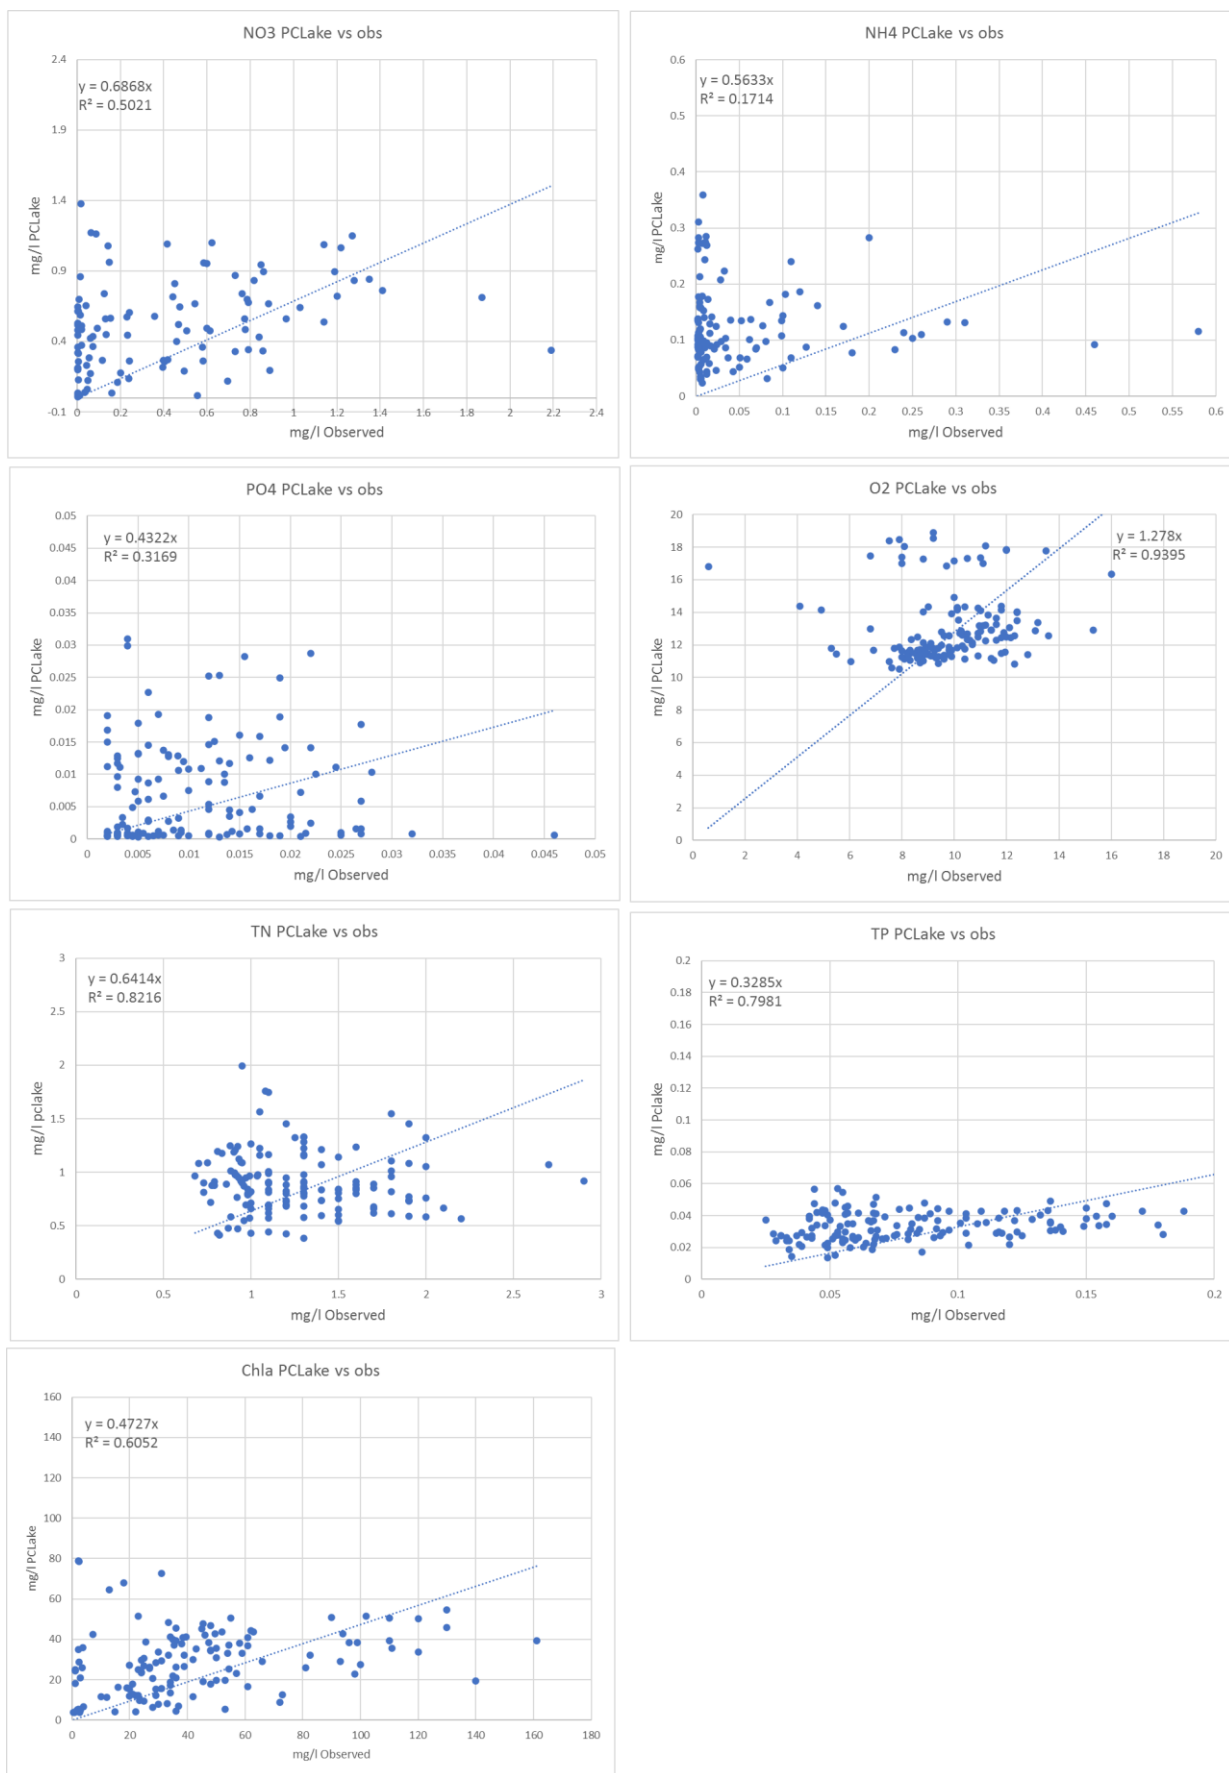 NO3 PCLake vs obs
y = 0.6868x
R² = 0.5021
2.4
1.9
1.4
0.9
0.4
-0.1
0 0.2 0.4 0.6 0.8 1 1.2 1.4 1.6 1.8 2 2.2 2.4
mg/l PCLake
mg/l Observed
NH4 PCLake vs obs
y = 0.5633x
R² = 0.1714
0.6
0.5
0.4
0.3
0.2
0.1
0
0 0.05 0.1 0.15 0.2 0.25 0.3 0.35 0.4 0.45 0.5 0.55 0.6
mg/l PCLake
mg/l Observed
PO4 PCLake vs obs
y = 0.4322x
R² = 0.3169
0.05
0.045
0.04
0.035
0.03
0.025
0.02
0.015
0.01
0.005
0
0 0.005 0.01 0.015 0.02 0.025 0.03 0.035 0.04 0.045 0.05
mg/l PCLake
mg/l Observed
O2 PCLake vs obs
y = 1.278x
R² = 0.9395
20
18
16
14
12
10
8
6
4
2
0
0 2 4 6 8 10 12 14 16 18 20
mg/l PCLake
mg/l Observed
TN PCLake vs obs
y = 0.6414x
R² = 0.8216
3
2.5
2
1.5
1
0.5
0
0 0.5 1 1.5 2 2.5 3
mg/l pclake
mg/l Observed
TP PCLake vs obs
y = 0.3285x
R² = 0.7981
0.2
0.18
0.16
0.14
0.12
0.1
0.08
0.06
0.04
0.02
0
0 0.05 0.1 0.15 0.2
mg/l Pclake
mg/l Observed
Chla PCLake vs obs
y = 0.4727x
R² = 0.6052
160
140
120
100
80
60
40
20
0
0 20 40 60 80 100 120 140 160 180
mg/l PCLake
mg/l Observed